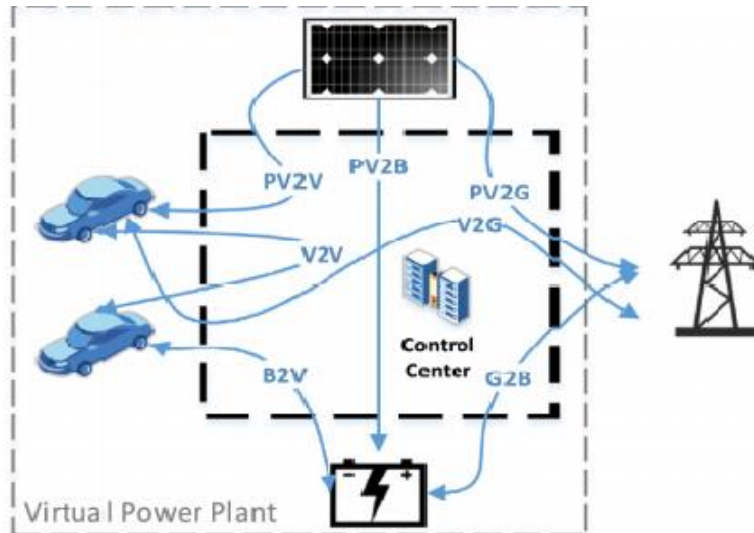 PV2V
PV2B
PV2G
V2G
V2V
Control
Center
B2V
G2B
Virtual Power Plant